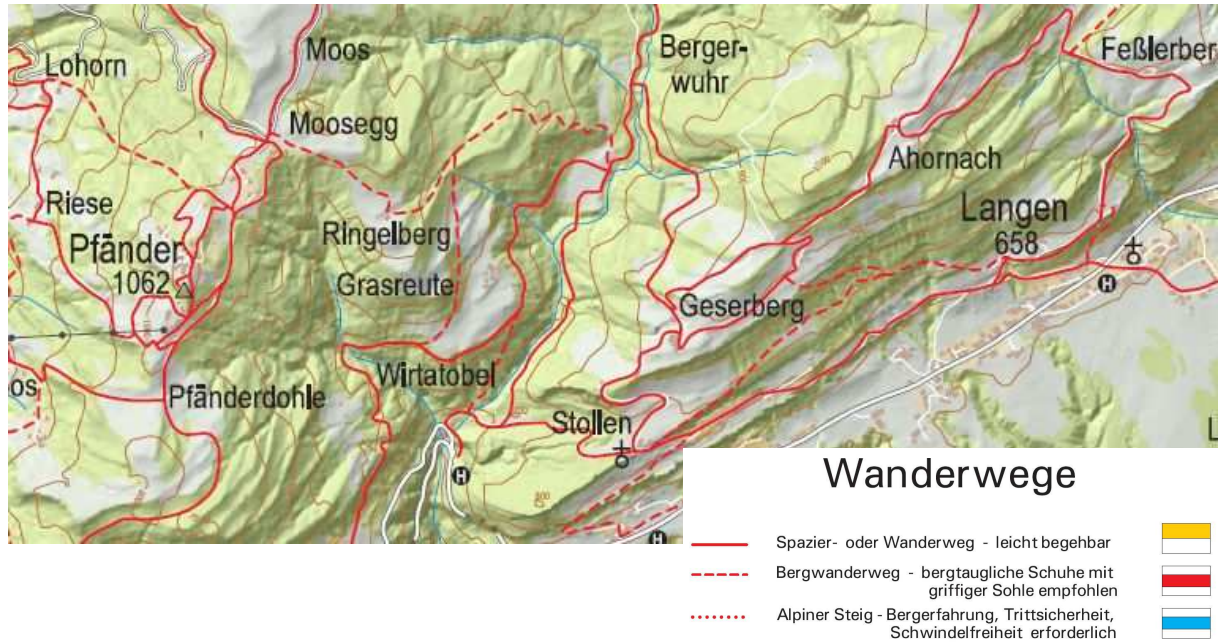 Moos
Berger-
wuhr
Feßlerber
Lohorn
Moosegg
Ahornach
Riese
Langen
658
Pfänder
1062
Ringelberg
Grasreute
H
Geserberg
Wirtatobel
os
Pfänderdohle
Stollen
L
H
H
Wanderwege
Spazier- oder Wanderweg - leicht begehbar
Bergwanderweg - bergtaugliche Schuhe mit
griffiger Sohle empfohlen
Alpiner Steig - Bergerfahrung, Trittsicherheit,
Schwindelfreiheit erforderlich